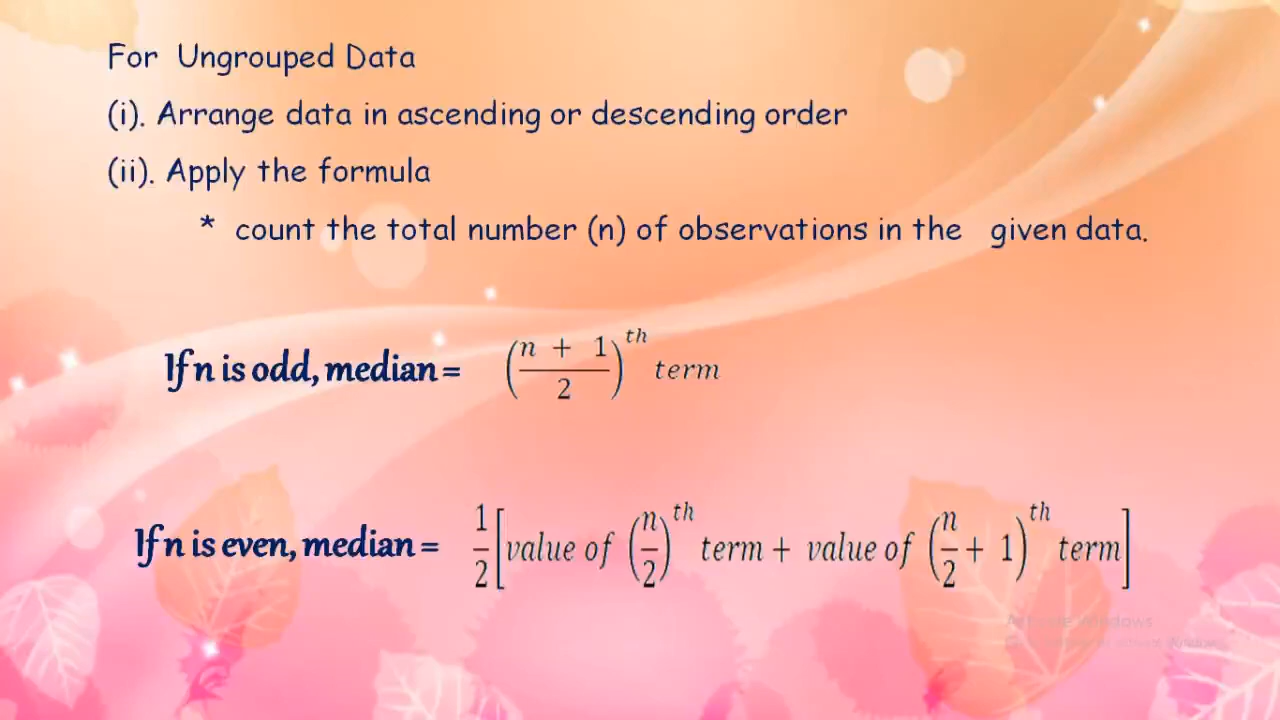 For Ungrouped Data
(i). Arrange data in ascending or descending order
(ii). Apply the formula
* count the total number (n) of observations in the given data.
If n is odd, median = ((n + 1)/2)^th term
If n is even, median = 1/2[value of (n/2)^th term + value of (n/2 + 1)^th term]
Activate Windows